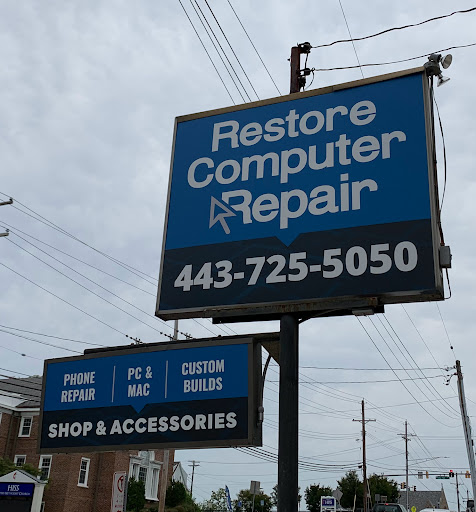 Restore
Computer
Repair
443-725-5050
PHONE REPAIR
PC & MAC
CUSTOM BUILDS
SHOP & ACCESSORIES